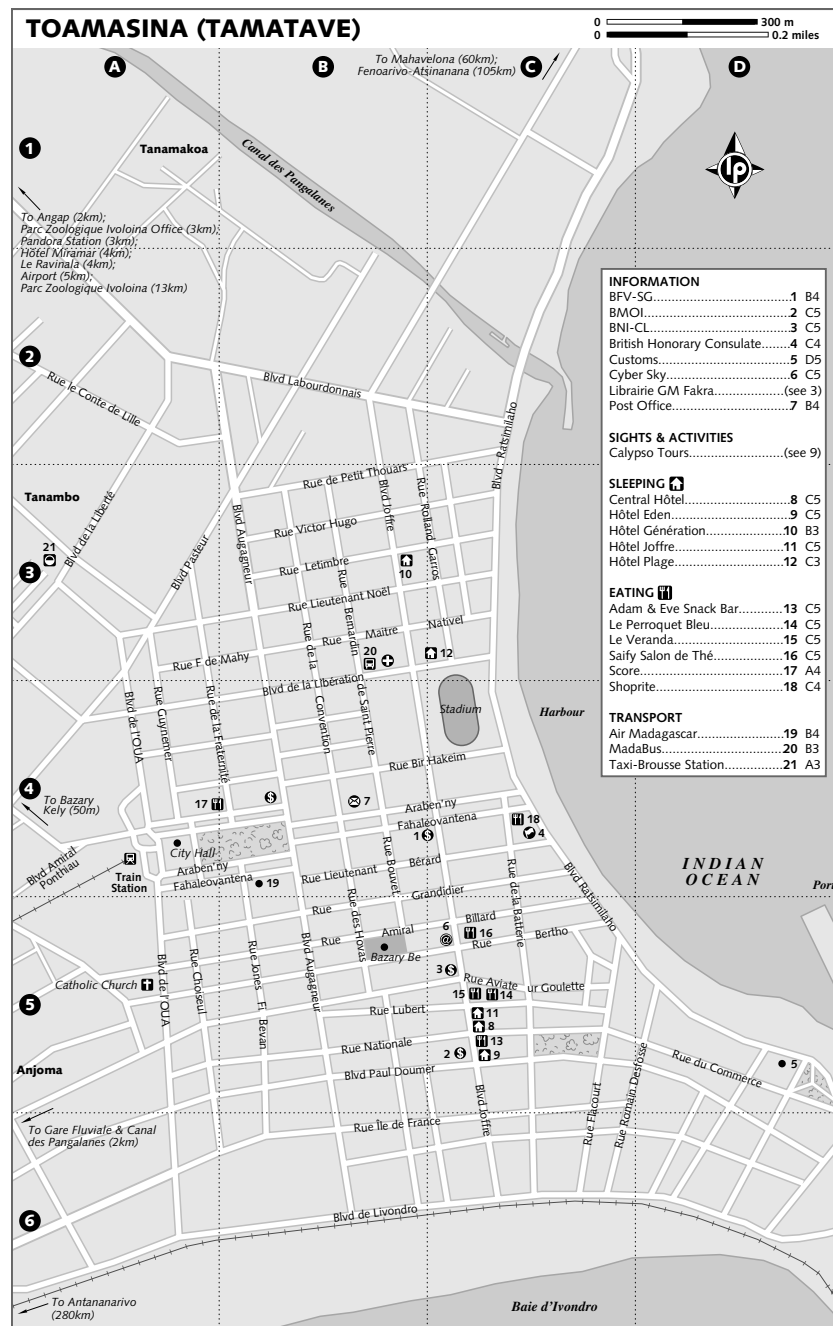 TOAMASINA (TAMATAVE)
0 300 m
0 0.2 miles
A
B
C
D
To Mahavelona (60km);
Fenoarivo-Atsinanana (105km)
1
Tanamakoa
Canal des Pangalanes
lp
To Angap (2km);
Parc Zoologique Ivoloina Office (3km);
Pandora Station (3km);
Hôtel Miramar (4km);
Le Ravinala (4km);
Airport (5km);
Parc Zoologique Ivoloina (13km)
INFORMATION
BFV-SG 1 B4
BMOI 2 C5
BNI-CL 3 C5
British Honorary Consulate 4 C4
Customs 5 D5
Cyber Sky 6 C5
Librairie GM Fakra (see 3)
Post Office 7 B4
SIGHTS & ACTIVITIES
Calypso Tours (see 9)
SLEEPING
Central Hôtel 8 C5
Hôtel Eden 9 C5
Hôtel Génération 10 B3
Hôtel Joffre 11 C5
Hôtel Plage 12 C3
EATING
Adam & Eve Snack Bar 13 C5
Le Perroquet Bleu 14 C5
Le Veranda 15 C5
Saify Salon de Thé 16 C5
Score 17 A4
Shoprite 18 C4
TRANSPORT
Air Madagascar 19 B4
MadaBus 20 B3
Taxi-Brousse Station 21 A3
2
Rue le Conte de Lille
Blvd Labourdonnais
Blvd Ratsimilaho
Tanambo
Blvd de la Liberté
Blvd Pasteur
Blvd Augagneur
Rue de Petit Thouars
Blvd Joffre
Rue Rolland Garros
Rue Victor Hugo
21
3
Rue Letimbre
10
Rue Lieutenant Noël
Rue Bernardin de Saint Pierre
Rue de la Convention
Rue Maitre Nativel
20
12
Rue F de Mahy
Blvd de la Libération
Blvd de l'OUA
Rue Guynemer
Rue de la Fraternité
Stadium
Harbour
Rue Bir Hakeim
4
To Bazary
Kely (50m)
17
$
7
Araben'ny
Fahaleovantena
18
4
1 $
City Hall
Blvd Amiral
Ponthiau
Train
Station
Araben'ny
Fahaleovantena
19
Rue Lieutenant Bérard
Rue Bouvet
Rue Grandidier
Rue de la Batterie
Blvd Ratsimilaho
INDIAN
OCEAN
Port
Rue des Hovas
Rue Amiral Billard
6
@
16
Rue Bertho
Bazary Be
Catholic Church
Blvd de l'OUA
Rue Choiseul
Rue Jones Fi Bevan
Blvd Augagneur
3 $
Rue Aviateur Goulette
15
14
5
Rue Lubert
11
8
Rue Nationale
13
2 $
9
Blvd Paul Doumer
Rue du Commerce
5
Anjoma
Blvd Joffre
Rue Flacourt
Rue Romain Desfosse
To Gare Fluviale & Canal
des Pangalanes (2km)
Rue Île de France
6
Blvd de Livondro
To Antananarivo
(280km)
Baie d'Ivondro